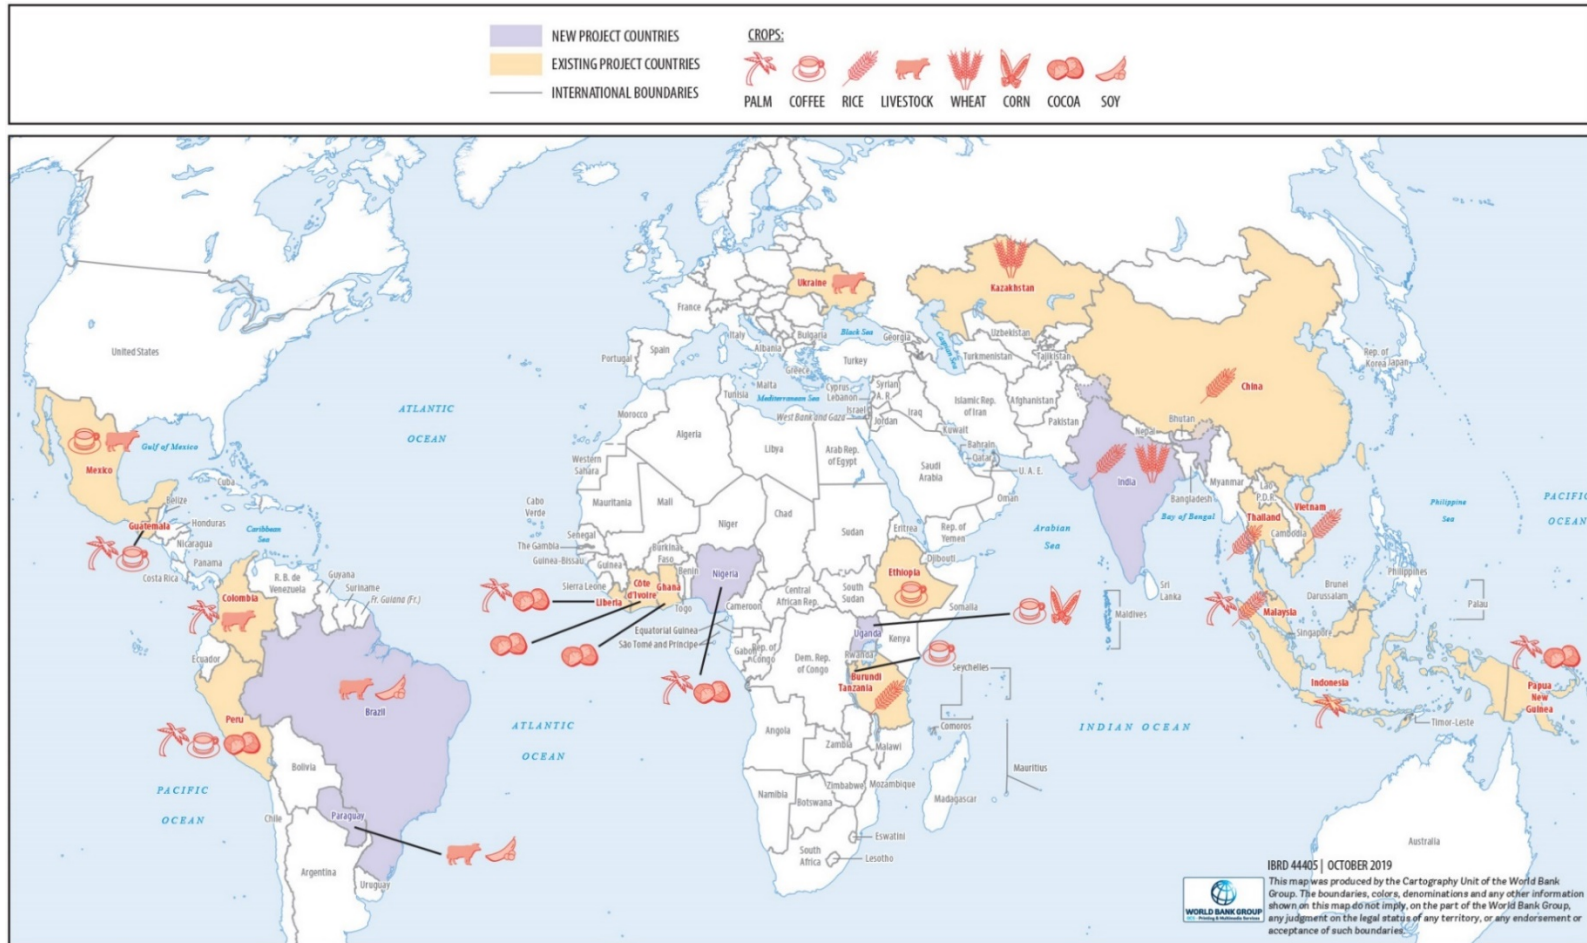 NEW PROJECT COUNTRIES
EXISTING PROJECT COUNTRIES
INTERNATIONAL BOUNDARIES
CROPS:
PALM COFFEE RICE LIVESTOCK WHEAT CORN COCOA SOY
Ukraine
Kazakhstan
France
Italy
Bulgaria
Black Sea
Georgia
Caspian Sea
Uzbekistan
Albania
Portugal
Spain
Greece
Turkey
Turkmenistan
Tajikistan
United States
Rep. of
Korea
Japan
Malta
Tunisia
Mediterranean Sea
Cyprus
Lebanon
Syrian
A. R.
Israel
West Bank and Gaza
Jordan
Iraq
Islamic Rep.
of Iran
Afghanistan
China
ATLANTIC
OCEAN
Morocco
Algeria
Libya
Arab Rep.
of Egypt
Kuwait
Bahrain
Qatar
Pakistan
Nepal
Bhutan
Gulf of Mexico
Mexico
Western
Sahara
Saudi
Arabia
U. A. E.
India
Bangladesh
Myanmar
Lao
P.D.R.
Cuba
Belize
Cabo
Verde
Mauritania
Mali
Niger
Chad
Sudan
Eritrea
Oman
Rep. of
Yemen
Arabian
Sea
Bay of Bengal
Thailand
Vietnam
Cambodia
Philippine
Sea
PACIFIC
OCEAN
Guatemala
Honduras
Nicaragua
Caribbean
Sea
Costa Rica
Panama
Senegal
The Gambia
Guinea-Bissau
Guinea
Burkina
Faso
Benin
Nigeria
Djibouti
Ethiopia
Philippines
Guyana
Suriname
Fr. Guiana (Fr.)
R. B. de
Venezuela
Colombia
Sierra Leone
Liberia
Côte
d'Ivoire
Ghana
Togo
Cameroon
Central
African Rep.
South
Sudan
Somalia
Sri
Lanka
Maldives
Brunei
Darussalam
Malaysia
Palau
Singapore
Ecuador
Equatorial Guinea
São Tomé and Príncipe
Gabon
Rep. of
Congo
Dem. Rep.
of Congo
Uganda
Kenya
Rwanda
Burundi
Tanzania
Seychelles
Indonesia
Papua
New
Guinea
Peru
Brazil
ATLANTIC
OCEAN
Angola
Zambia
Malawi
Comoros
INDIAN OCEAN
Timor-Leste
Bolivia
PACIFIC
OCEAN
Paraguay
Chile
Namibia
Zimbabwe
Botswana
Mozambique
Madagascar
Mauritius
Argentina
Uruguay
South
Africa
Eswatini
Lesotho
Australia
IBRD 44405 | OCTOBER 2019
This map was produced by the Cartography Unit of the World Bank
Group. The boundaries, colors, denominations and any other information
shown on this map do not imply, on the part of the World Bank Group,
any judgment on the legal status of any territory, or any endorsement or
acceptance of such boundaries.
WORLD BANK GROUP
Printing & Multimedia Services